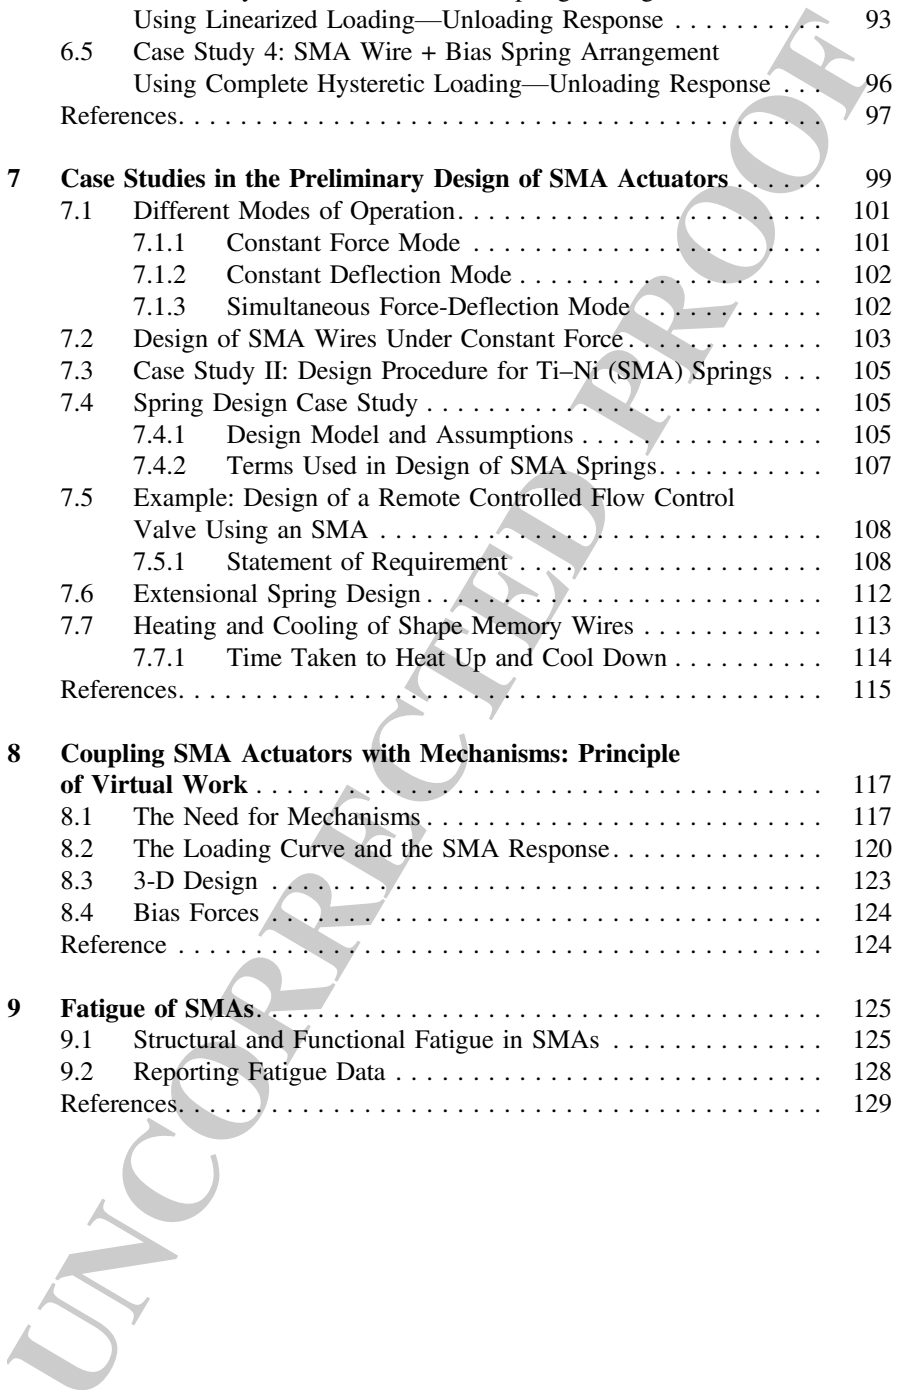 Using Linearized Loading—Unloading Response . . . . . . . . . . 93
6.5 Case Study 4: SMA Wire + Bias Spring Arrangement
Using Complete Hysteretic Loading—Unloading Response . . . 96
References. . . . . . . . . . . . . . . . . . . . . . . . . . . . . . . . . . . . . . . . . . 97
7 Case Studies in the Preliminary Design of SMA Actuators . . . . . . 99
7.1 Different Modes of Operation. . . . . . . . . . . . . . . . . . . . . . . . 101
7.1.1 Constant Force Mode . . . . . . . . . . . . . . . . . . . . . . . 101
7.1.2 Constant Deflection Mode . . . . . . . . . . . . . . . . . . . . 102
7.1.3 Simultaneous Force-Deflection Mode . . . . . . . . . . . . 102
7.2 Design of SMA Wires Under Constant Force. . . . . . . . . . . . . 103
7.3 Case Study II: Design Procedure for Ti–Ni (SMA) Springs . . . 105
7.4 Spring Design Case Study . . . . . . . . . . . . . . . . . . . . . . . . . . 105
7.4.1 Design Model and Assumptions . . . . . . . . . . . . . . . . 105
7.4.2 Terms Used in Design of SMA Springs. . . . . . . . . . . 107
7.5 Example: Design of a Remote Controlled Flow Control
Valve Using an SMA . . . . . . . . . . . . . . . . . . . . . . . . . . . . . 108
7.5.1 Statement of Requirement . . . . . . . . . . . . . . . . . . . . 108
7.6 Extensional Spring Design . . . . . . . . . . . . . . . . . . . . . . . . . . 112
7.7 Heating and Cooling of Shape Memory Wires . . . . . . . . . . . . 113
7.7.1 Time Taken to Heat Up and Cool Down . . . . . . . . . . 114
References. . . . . . . . . . . . . . . . . . . . . . . . . . . . . . . . . . . . . . . . . . 115
8 Coupling SMA Actuators with Mechanisms: Principle
of Virtual Work . . . . . . . . . . . . . . . . . . . . . . . . . . . . . . . . . . . . . 117
8.1 The Need for Mechanisms . . . . . . . . . . . . . . . . . . . . . . . . . . 117
8.2 The Loading Curve and the SMA Response. . . . . . . . . . . . . . 120
8.3 3-D Design . . . . . . . . . . . . . . . . . . . . . . . . . . . . . . . . . . . . 123
8.4 Bias Forces . . . . . . . . . . . . . . . . . . . . . . . . . . . . . . . . . . . . 124
Reference . . . . . . . . . . . . . . . . . . . . . . . . . . . . . . . . . . . . . . . . . . 124
9 Fatigue of SMAs. . . . . . . . . . . . . . . . . . . . . . . . . . . . . . . . . . . . . 125
9.1 Structural and Functional Fatigue in SMAs . . . . . . . . . . . . . . 125
9.2 Reporting Fatigue Data . . . . . . . . . . . . . . . . . . . . . . . . . . . . 128
References. . . . . . . . . . . . . . . . . . . . . . . . . . . . . . . . . . . . . . . . . . 129
UNCORRECTED PROOF